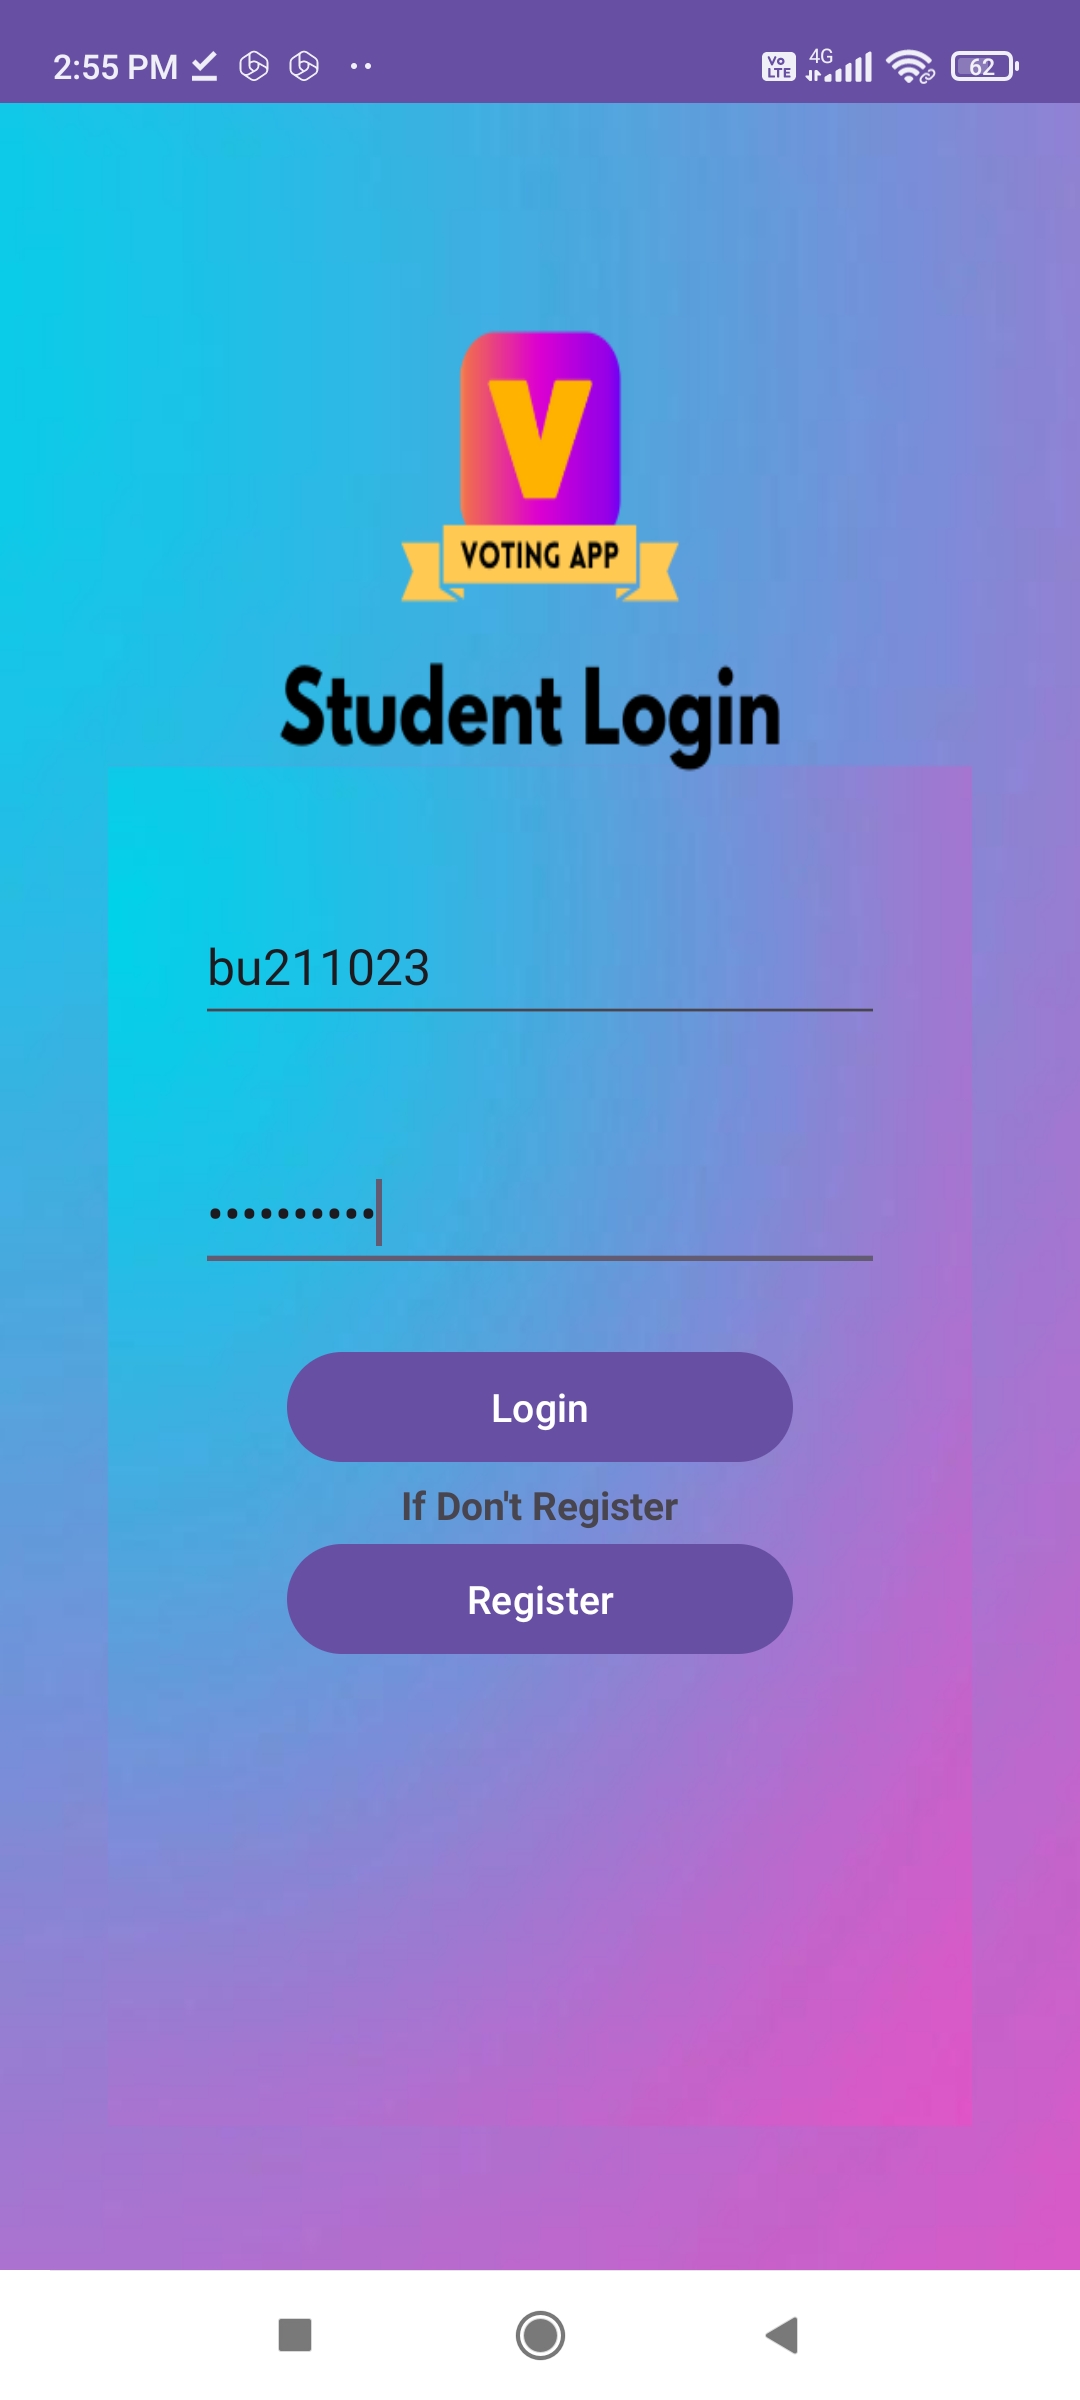 2:55 PM
Vo LTE 4G 62
V
VOTING APP
Student Login
bu211023
••••••••••
Login
If Don't Register
Register